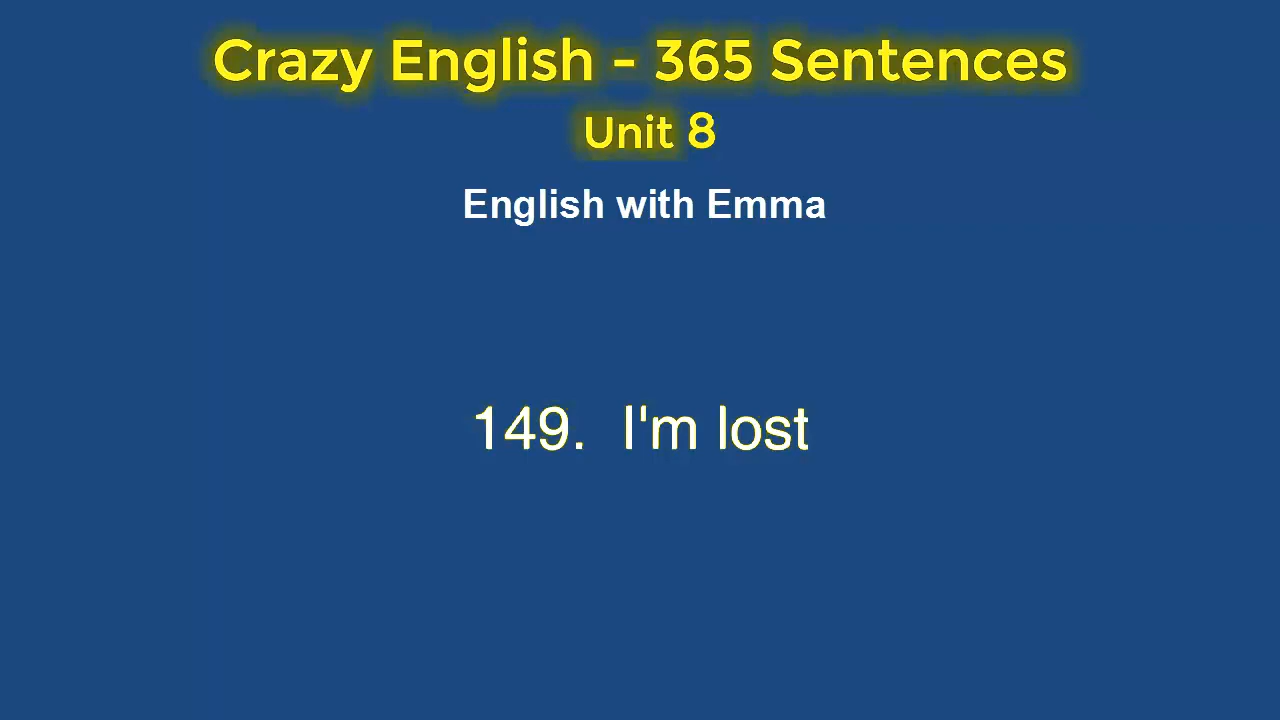 Crazy English - 365 Sentences
Unit 8
English with Emma
149. I'm lost